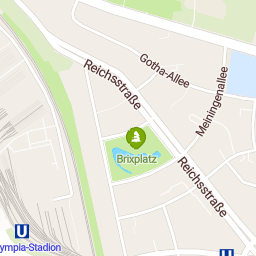 Gotha-Allee
Reichsstraße
Meiningenallee
Brixplatz
Reichsstraße
U
ympia-Stadion
U